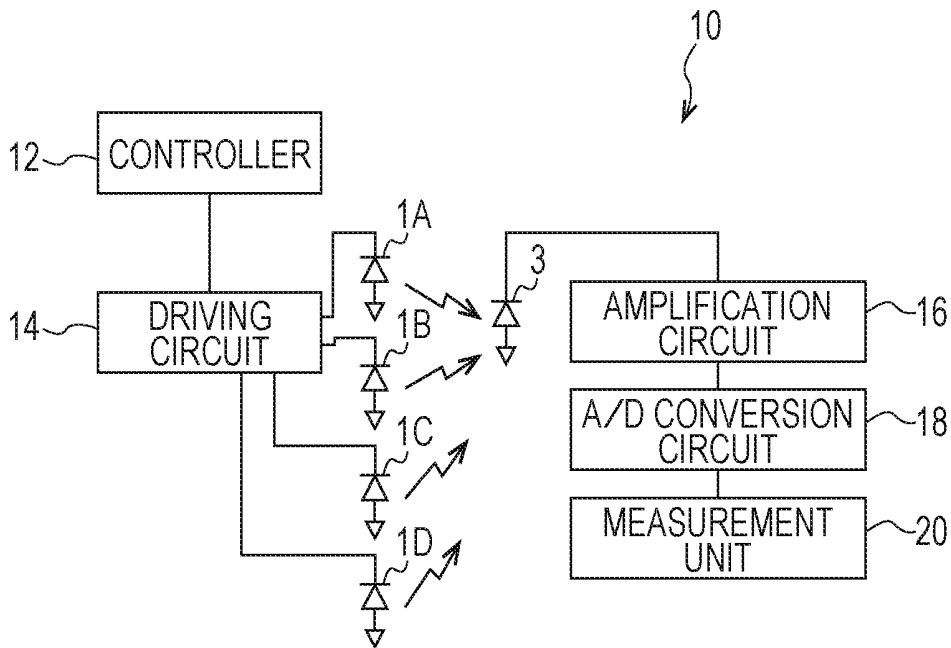 10
12
CONTROLLER
1A
3
14
DRIVING
CIRCUIT
1B
AMPLIFICATION
CIRCUIT
16
1C
A/D CONVERSION
CIRCUIT
18
1D
MEASUREMENT
UNIT
20